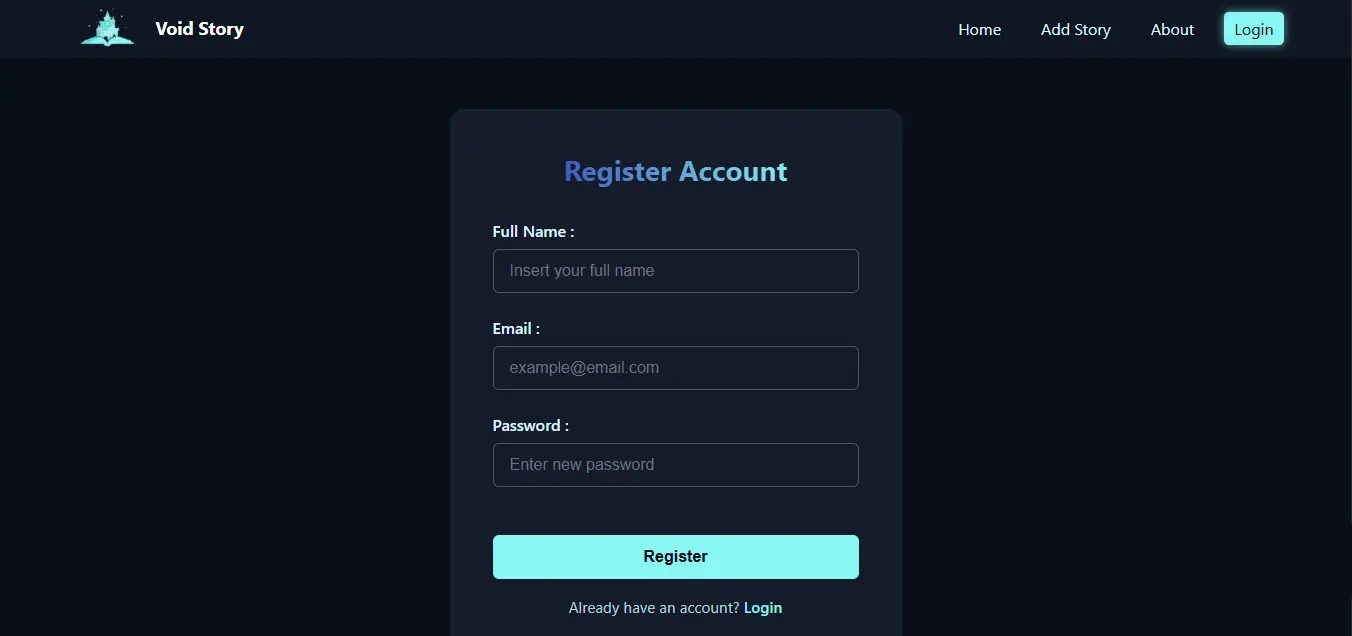 Void Story
Home
Add Story
About
Login
Register Account
Full Name :
Insert your full name
Email :
example@email.com
Password :
Enter new password
Register
Already have an account? Login